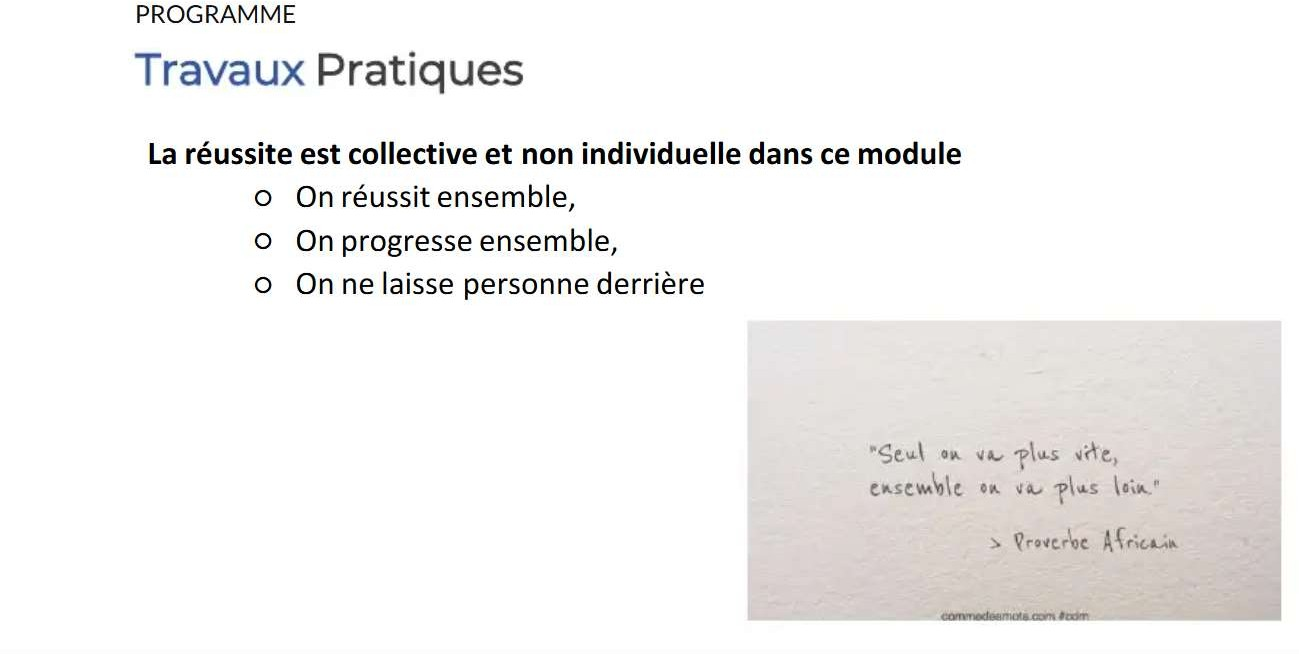 PROGRAMME
Travaux Pratiques
La réussite est collective et non individuelle dans ce module
On réussit ensemble,
On progresse ensemble,
On ne laisse personne derrière
"Seul on va plus vite,
ensemble on va plus loin"
> Proverbe Africain
commedesmots.com #cdm